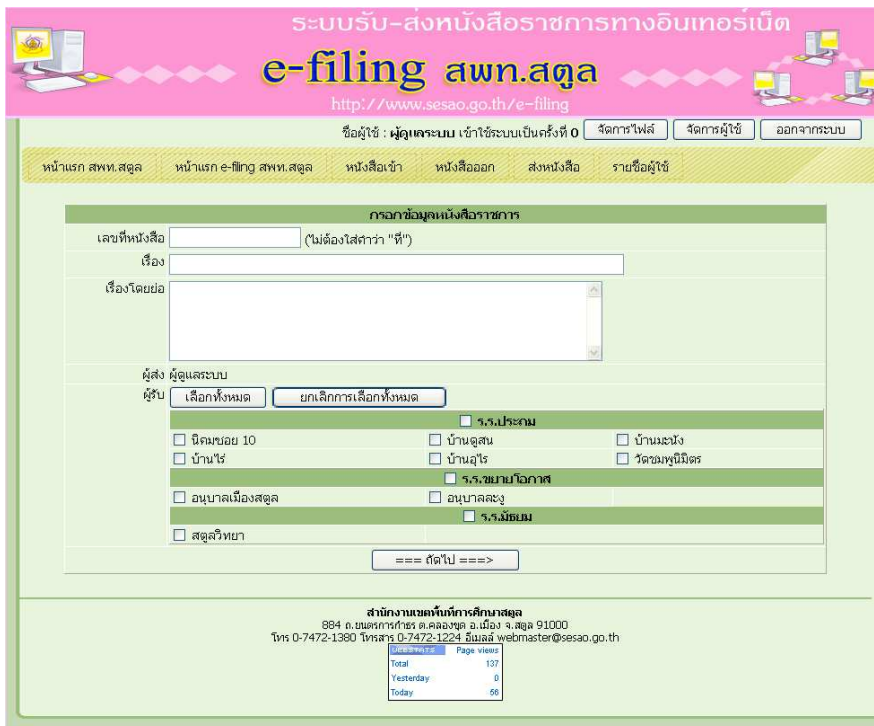 ระบบรับ-ส่งหนังสือราชการทางอินเทอร์เน็ต
e-filing สพท.สตูล
http://www.sesao.go.th/e-filing
ชื่อผู้ใช้ : ผู้ดูแลระบบ เข้าใช้ระบบเป็นครั้งที่ 0 จัดการไฟล์ จัดการผู้ใช้ ออกจากระบบ
หน้าแรก สพท.สตูล หน้าแรก e-filing สพท.สตูล หนังสือเข้า หนังสือออก ส่งหนังสือ รายชื่อผู้ใช้
กรอกข้อมูลหนังสือราชการ
เลขที่หนังสือ (ไม่ต้องใส่คำว่า "ที่")
เรื่อง
เรื่องโดยย่อ
ผู้ส่ง ผู้ดูแลระบบ
ผู้รับ เลือกทั้งหมด ยกเลิกการเลือกทั้งหมด
ร.ร.ประถม
นิคมซอย 10 บ้านดูสน บ้านมะนัง
บ้านไร่ บ้านอุไร วัดชมพูนิมิตร
ร.ร.ขยายโอกาส
อนุบาลเมืองสตูล อนุบาลละงู
ร.ร.มัธยม
สตูลวิทยา
=== ถัดไป ===>
สำนักงานเขตพื้นที่การศึกษาสตูล
884 ถ.ยนตรการกำธร ต.คลองขุด อ.เมือง จ.สตูล 91000
โทร 0-7472-1380 โทรสาร 0-7472-1224 อีเมลล์ webmaster@sesao.go.th
WEBSTATS Page views
Total 137
Yesterday 0
Today 56